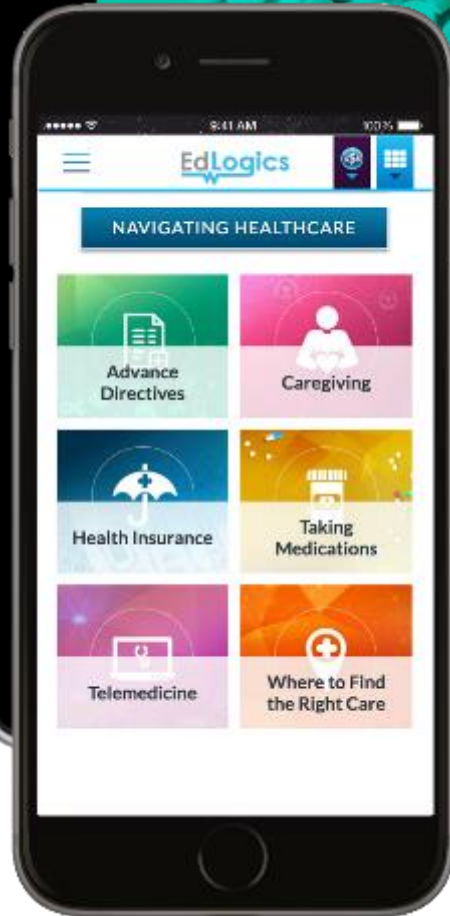 9:41 AM 100%
EdLogics
NAVIGATING HEALTHCARE
Advance
Directives
Caregiving
Health Insurance
Taking
Medications
Telemedicine
Where to Find
the Right Care